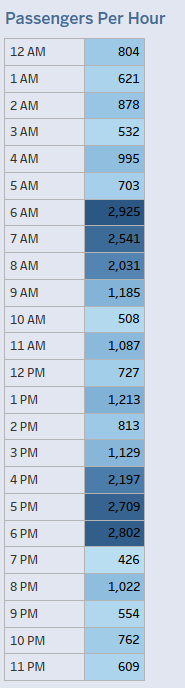 Passengers Per Hour
12 AM 804
1 AM 621
2 AM 878
3 AM 532
4 AM 995
5 AM 703
6 AM 2,925
7 AM 2,541
8 AM 2,031
9 AM 1,185
10 AM 508
11 AM 1,087
12 PM 727
1 PM 1,213
2 PM 813
3 PM 1,129
4 PM 2,197
5 PM 2,709
6 PM 2,802
7 PM 426
8 PM 1,022
9 PM 554
10 PM 762
11 PM 609